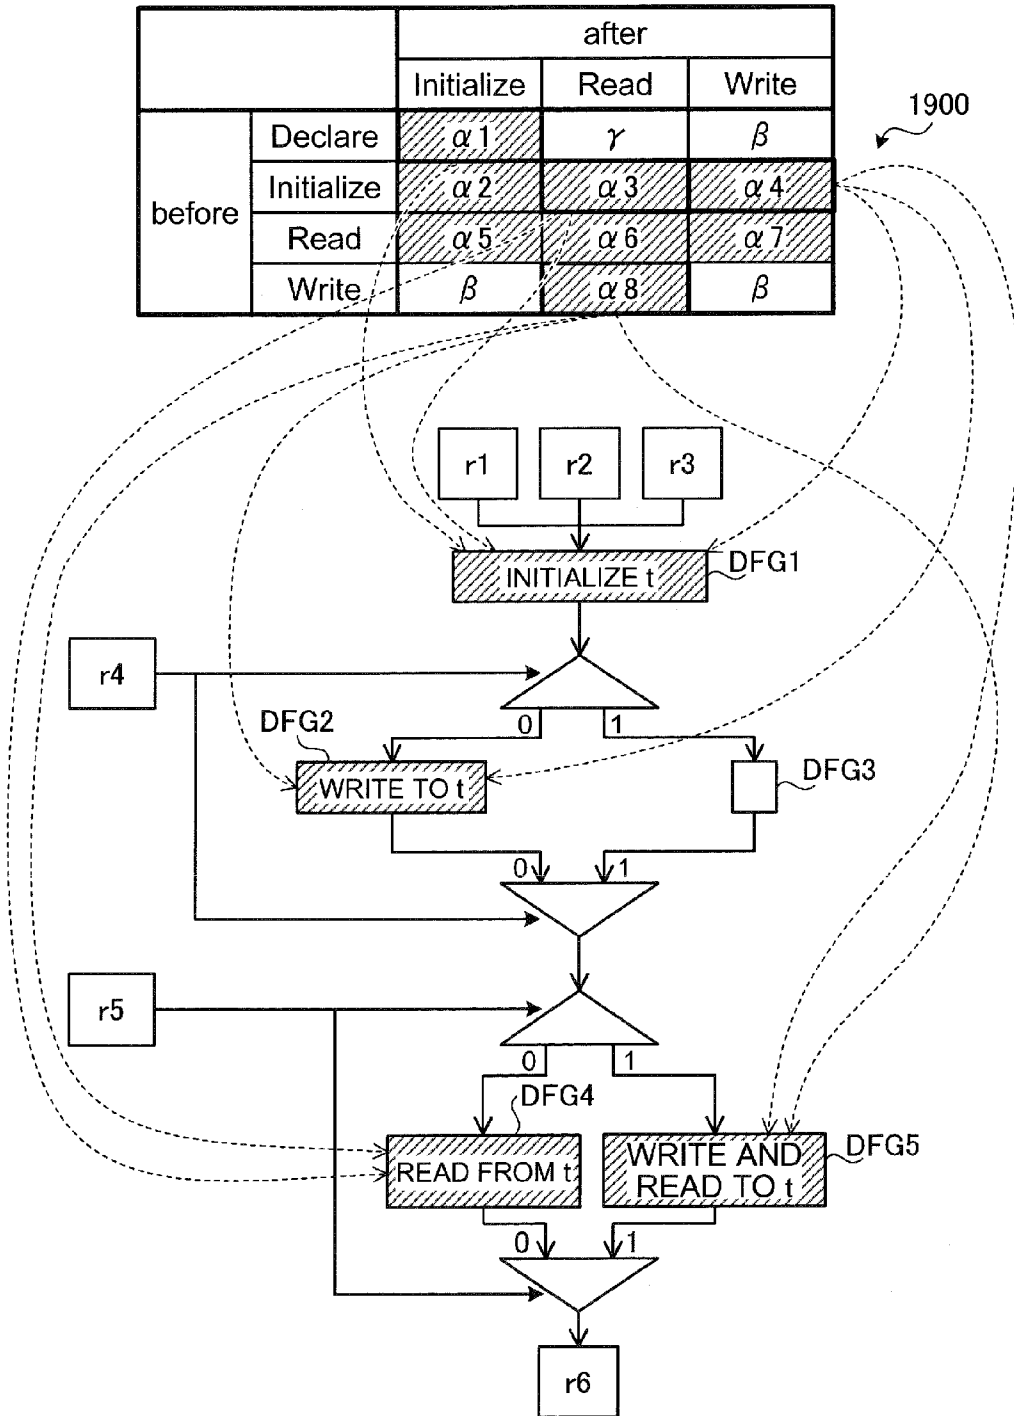 after
Initialize Read Write
1900
before
Declare α1 γ β
Initialize α2 α3 α4
Read α5 α6 α7
Write β α8 β
r1 r2 r3
INITIALIZE t DFG1
r4
0 1
DFG2
WRITE TO t DFG3
0 1
r5
0 1
DFG4
READ FROM t
WRITE AND
READ TO t
DFG5
0 1
r6